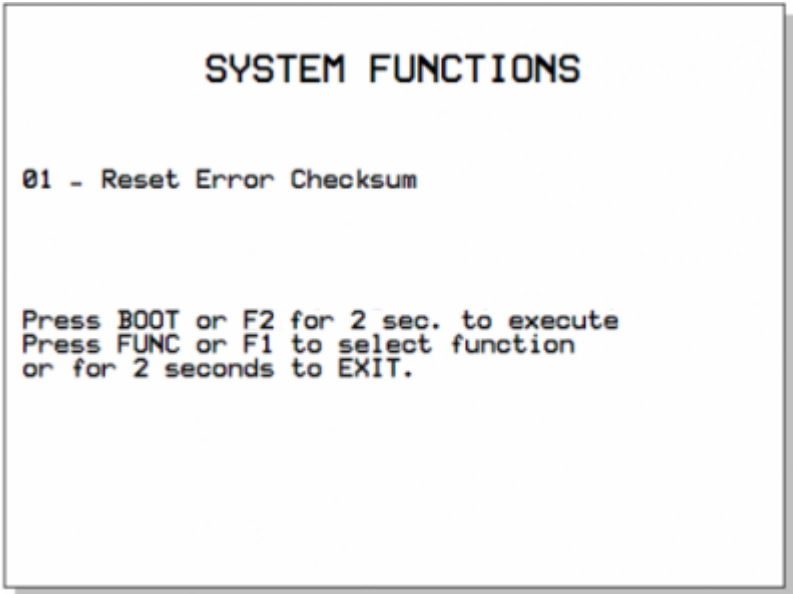 SYSTEM FUNCTIONS
01 - Reset Error Checksum
Press BOOT or F2 for 2 sec. to execute
Press FUNC or F1 to select function
or for 2 seconds to EXIT.